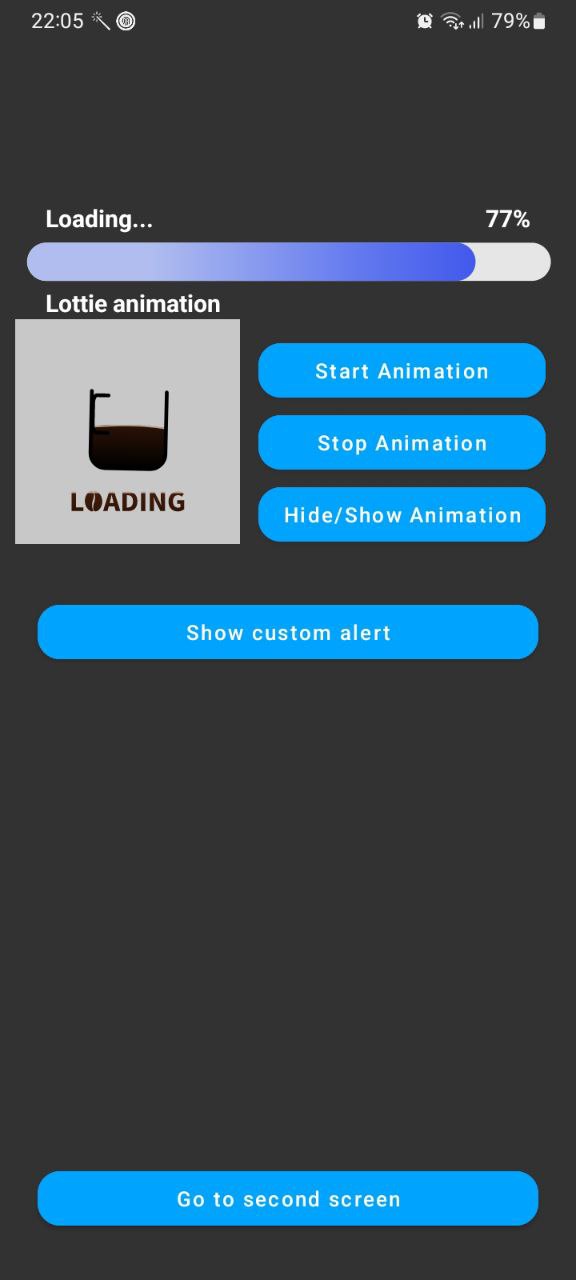 22:05 79%
Loading... 77%
Lottie animation
LOADING
Start Animation
Stop Animation
Hide/Show Animation
Show custom alert
Go to second screen